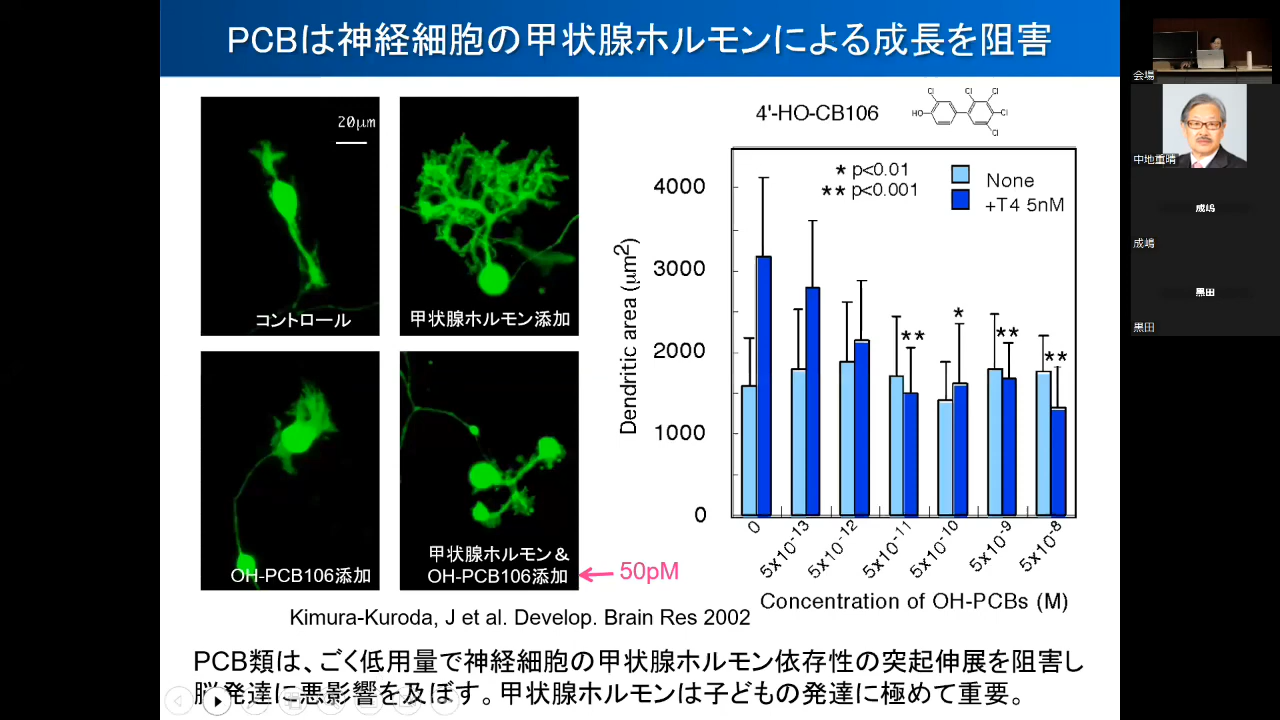 PCBは神経細胞の甲状腺ホルモンによる成長を阻害
20μm
コントロール
甲状腺ホルモン添加
OH-PCB106添加
甲状腺ホルモン＆
OH-PCB106添加
50pM
4'-HO-CB106
HO
Cl
Cl
Cl
Cl
Cl
* p<0.01
** p<0.001
None
+T4 5nM
Dendritic area (μm²)
4000
3000
2000
1000
0
**
*
**
**
0
5x10⁻¹³
5x10⁻¹²
5x10⁻¹¹
5x10⁻¹⁰
5x10⁻⁹
5x10⁻⁸
Concentration of OH-PCBs (M)
Kimura-Kuroda, J et al. Develop. Brain Res 2002
PCB類は、ごく低用量で神経細胞の甲状腺ホルモン依存性の突起伸展を阻害し
脳発達に悪影響を及ぼす。甲状腺ホルモンは子どもの発達に極めて重要。
会場
中地重晴
成嶋
成嶋
黒田
黒田